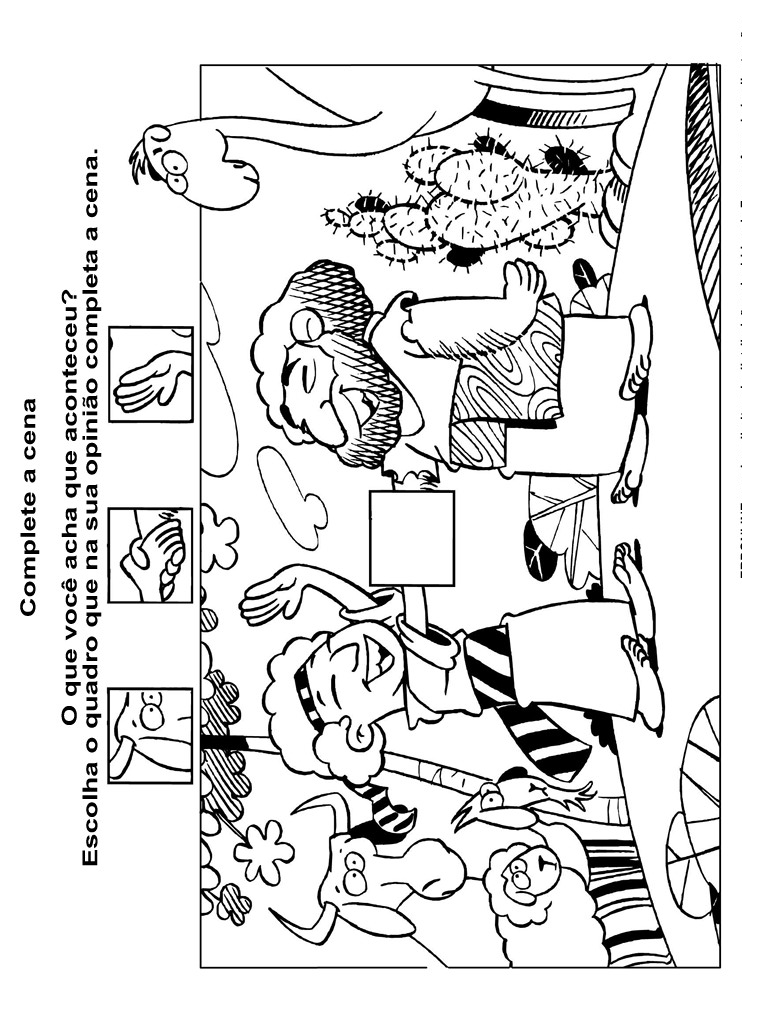 Complete a cena
O que você acha que aconteceu?
Escolha o quadro que na sua opinião completa a cena.